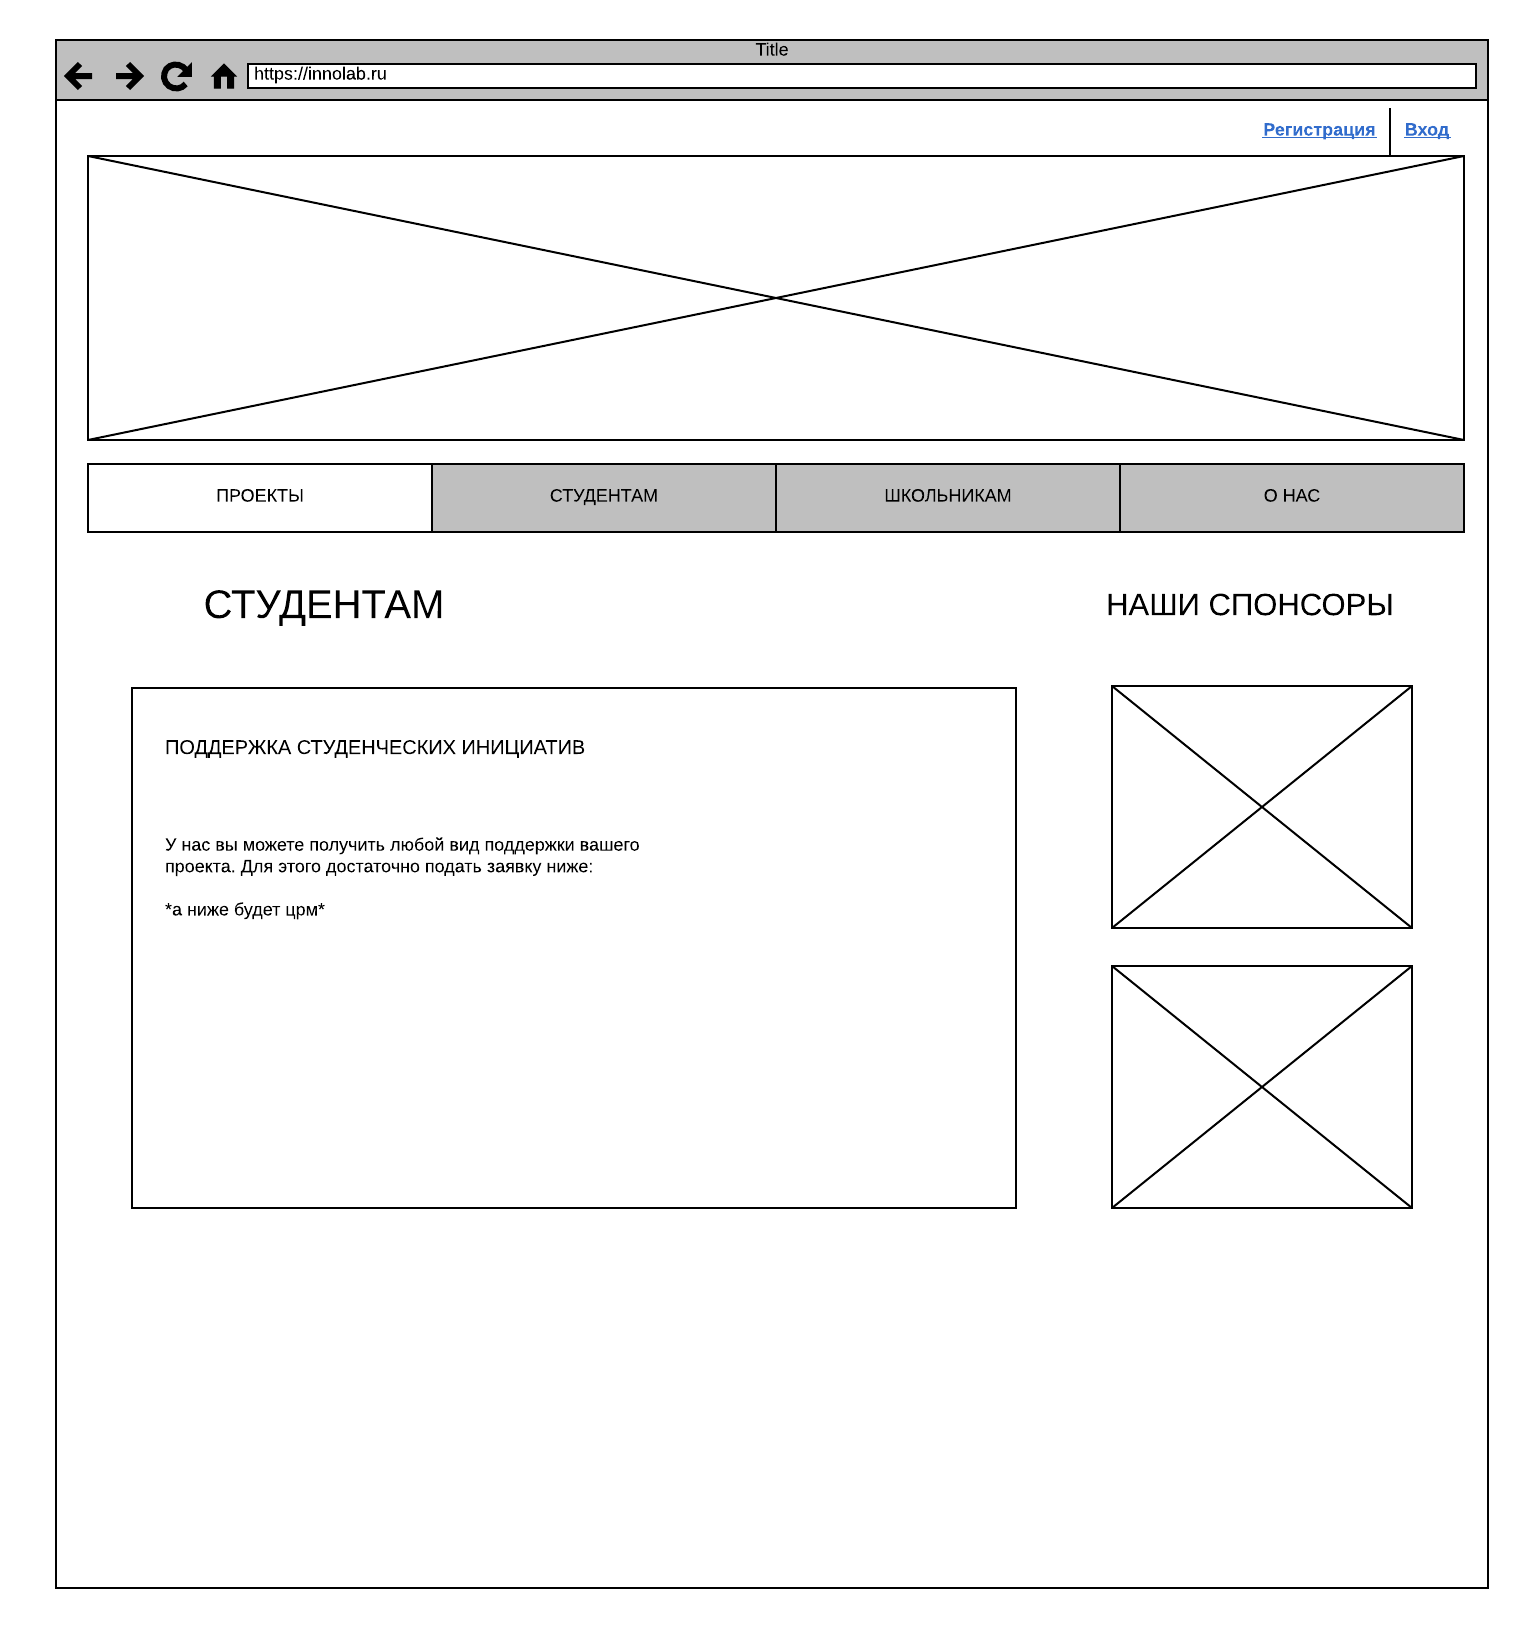 Title
https://innolab.ru
Регистрация
Вход
ПРОЕКТЫ
СТУДЕНТАМ
ШКОЛЬНИКАМ
О НАС
СТУДЕНТАМ
НАШИ СПОНСОРЫ
ПОДДЕРЖКА СТУДЕНЧЕСКИХ ИНИЦИАТИВ
У нас вы можете получить любой вид поддержки вашего
проекта. Для этого достаточно подать заявку ниже:
*а ниже будет црм*